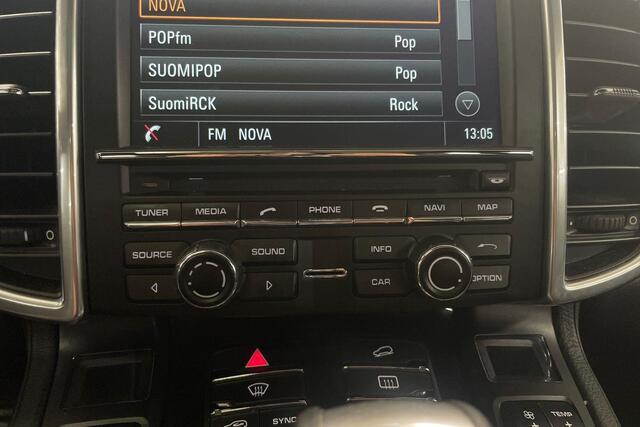 NOVA
POPfm Pop
SUOMIPOP Pop
SuomiRCK Rock
FM NOVA 13:05
TUNER MEDIA PHONE NAVI MAP
SOURCE SOUND INFO
CAR OPTION
SYNC TEMP